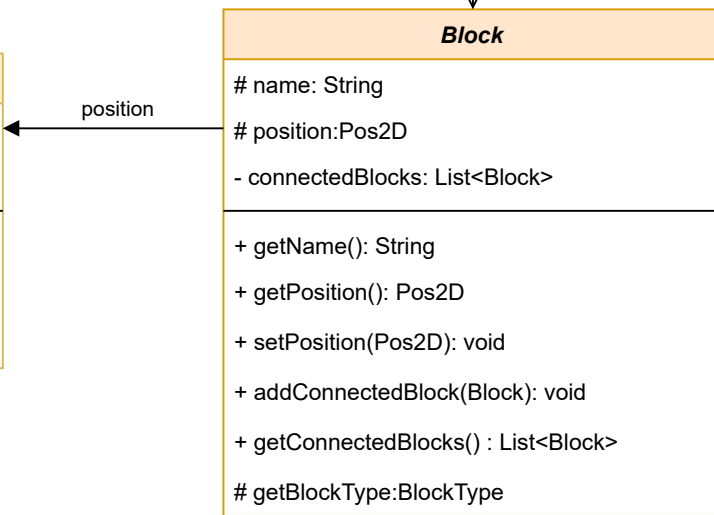 Block
# name: String
position
# position:Pos2D
- connectedBlocks: List<Block>
+ getName(): String
+ getPosition(): Pos2D
+ setPosition(Pos2D): void
+ addConnectedBlock(Block): void
+ getConnectedBlocks() : List<Block>
# getBlockType:BlockType